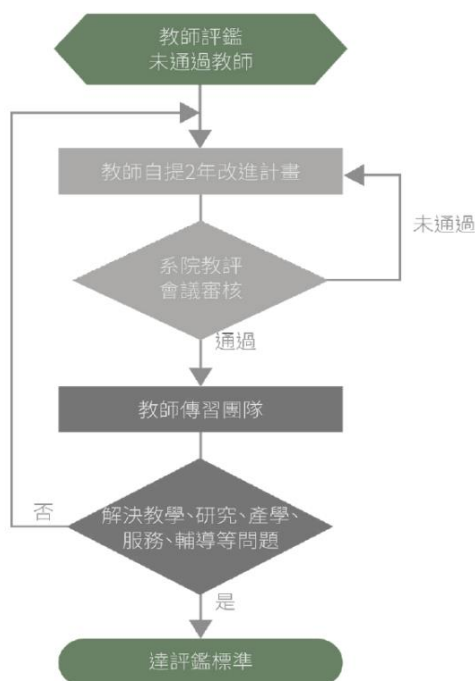 教師評鑑
未通過教師
教師自提2年改進計畫
未通過
系院教評
會議審核
通過
教師傳習團隊
否
解決教學、研究、產學、
服務、輔導等問題
是
達評鑑標準